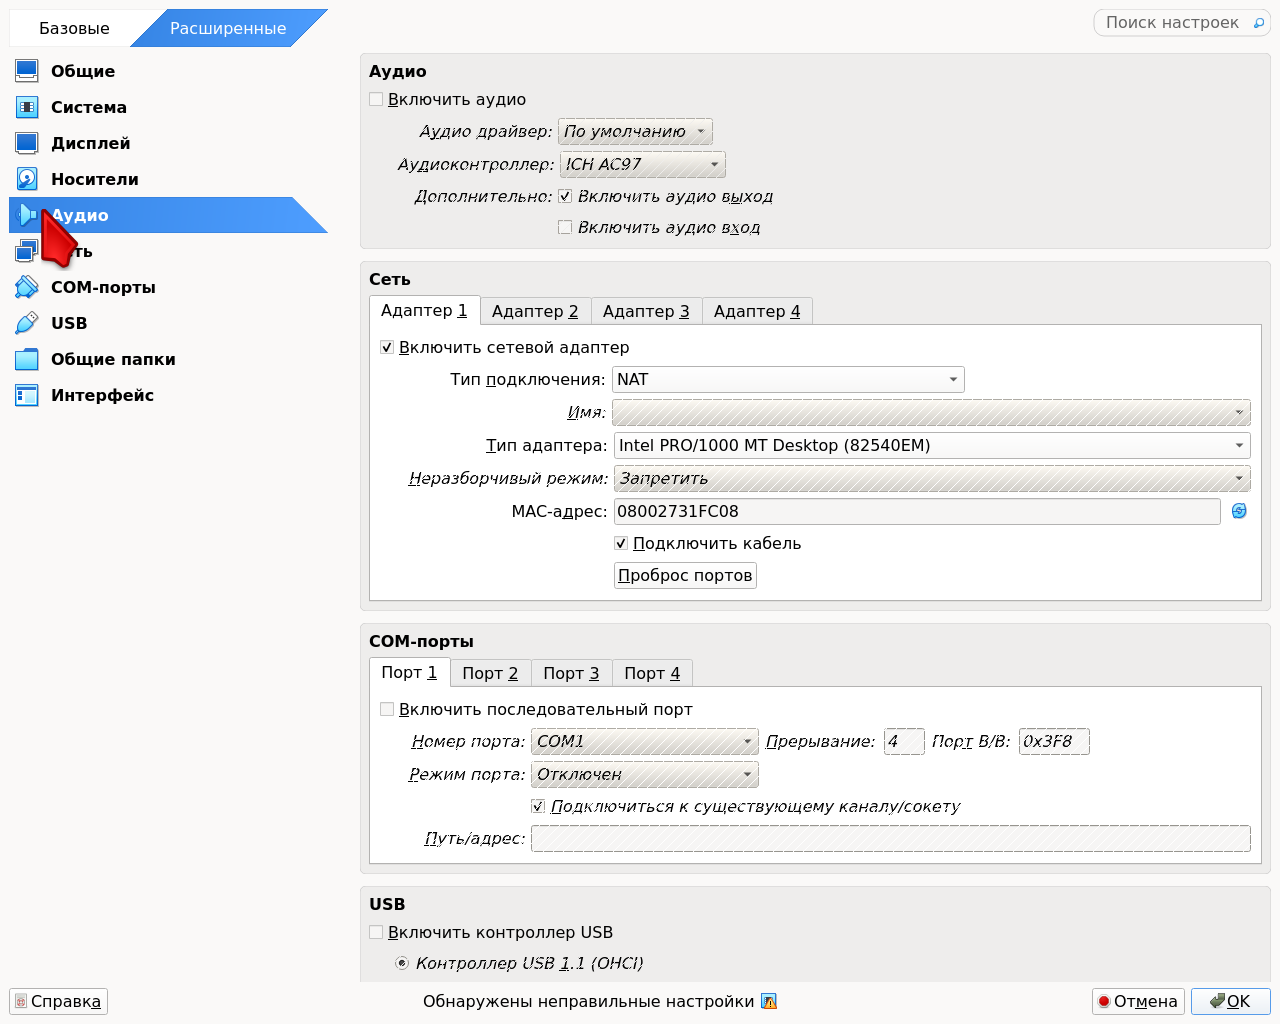 Базовые
Расширенные
Поиск настроек
Общие
Система
Дисплей
Носители
Аудио
COM-порты
USB
Общие папки
Интерфейс
Аудио
Включить аудио
Аудио драйвер: По умолчанию
Аудиоконтроллер: ICH AC97
Дополнительно: Включить аудио выход
Включить аудио вход
Сеть
Адаптер 1 Адаптер 2 Адаптер 3 Адаптер 4
Включить сетевой адаптер
Тип подключения: NAT
Имя:
Тип адаптера: Intel PRO/1000 MT Desktop (82540EM)
Неразборчивый режим: Запретить
MAC-адрес: 08002731FC08
Подключить кабель
Проброс портов
COM-порты
Порт 1 Порт 2 Порт 3 Порт 4
Включить последовательный порт
Номер порта: COM1 Прерывание: 4 Порт В/В: 0x3F8
Режим порта: Отключен
Подключиться к существующему каналу/сокету
Путь/адрес:
USB
Включить контроллер USB
Контроллер USB 1.1 (OHCI)
Справка
Обнаружены неправильные настройки
Отмена
OK